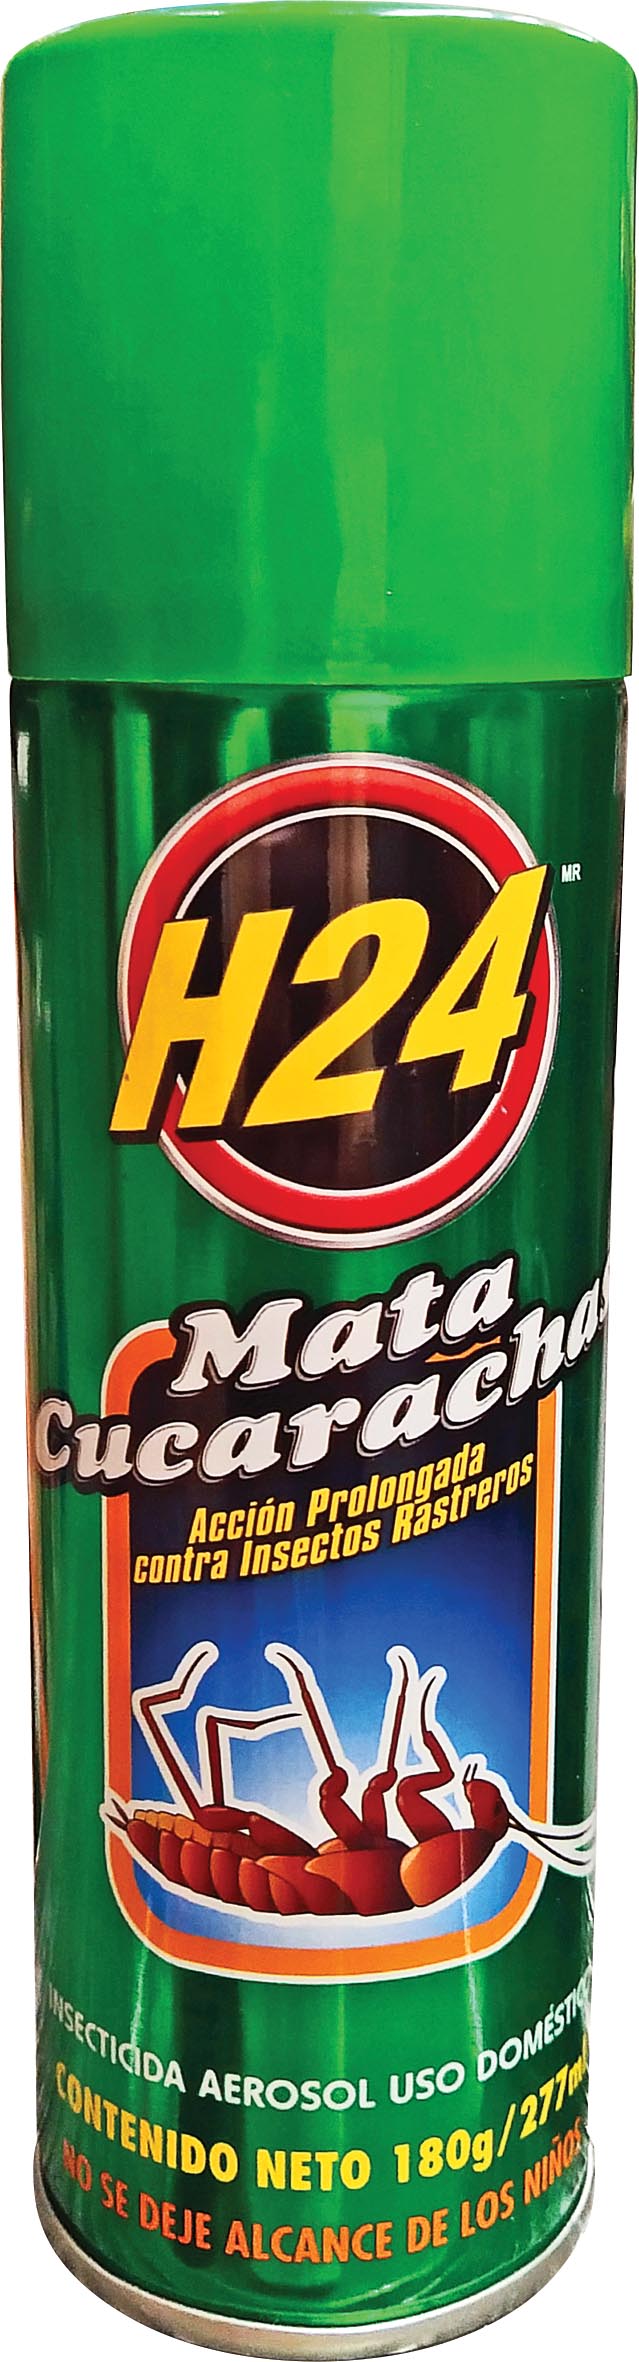 H24
MR
Mata
Cucarachas
Acción Prolongada
contra Insectos Rastreros
INSECTICIDA AEROSOL USO DOMÉSTICO
CONTENIDO NETO 180g/277ml
NO SE DEJE ALCANCE DE LOS NIÑOS